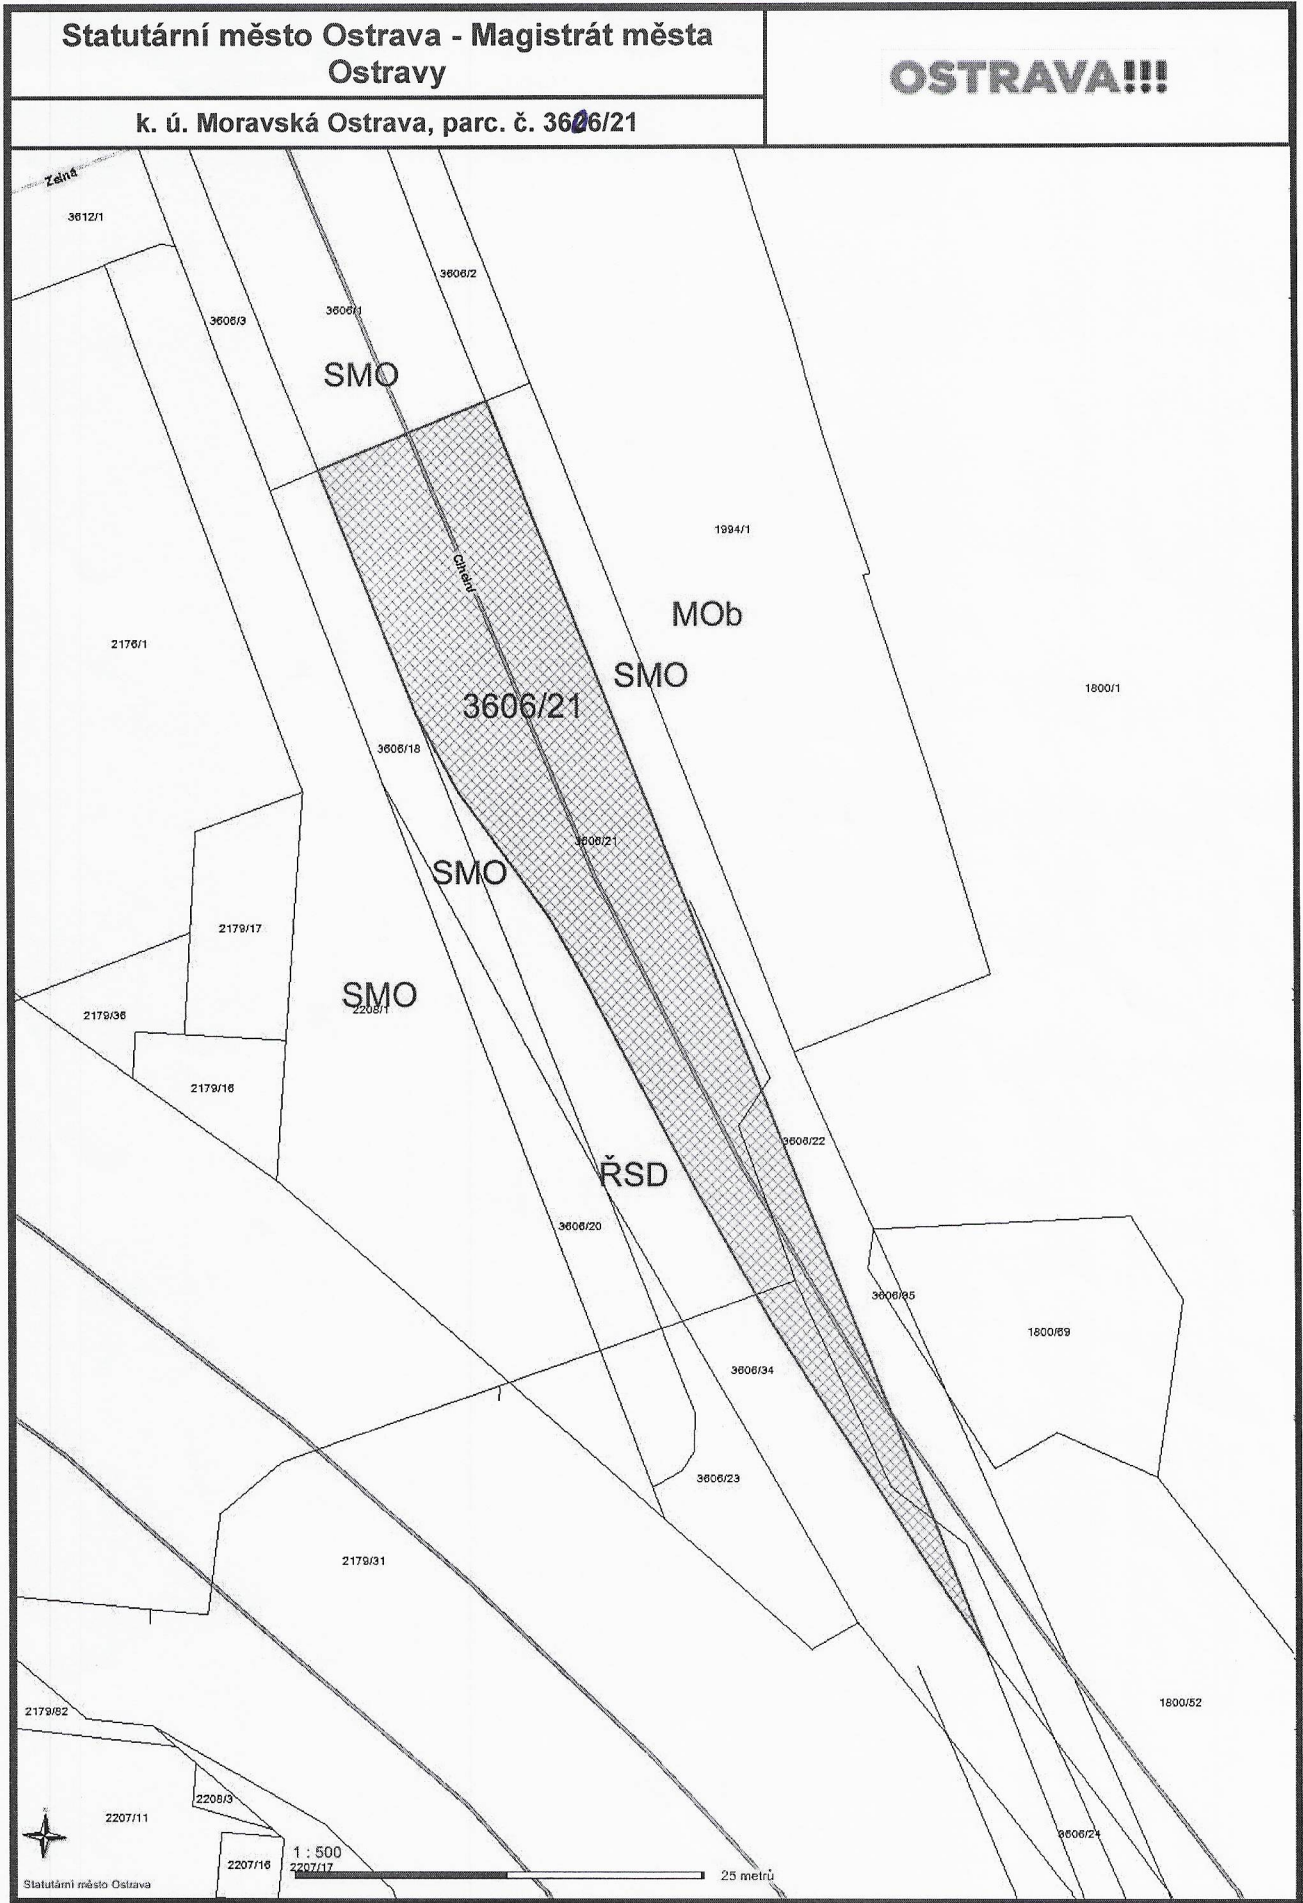 Statutární město Ostrava - Magistrát města
Ostravy
OSTRAVA!!!
k. ú. Moravská Ostrava, parc. č. 3606/21
Zelná
3612/1
3606/2
3606/3
3606/1
SMO
1994/1
Cihelní
MOb
2176/1
SMO
1800/1
3606/21
3606/18
3606/21
SMO
2179/17
SMO
2208/1
2179/36
2179/16
3606/22
ŘSD
3606/20
3606/35
1800/69
3606/34
3606/23
2179/31
1800/52
2179/82
2208/3
2207/11
3606/24
1 : 500
2207/16
2207/17
25 metrů
Statutární město Ostrava